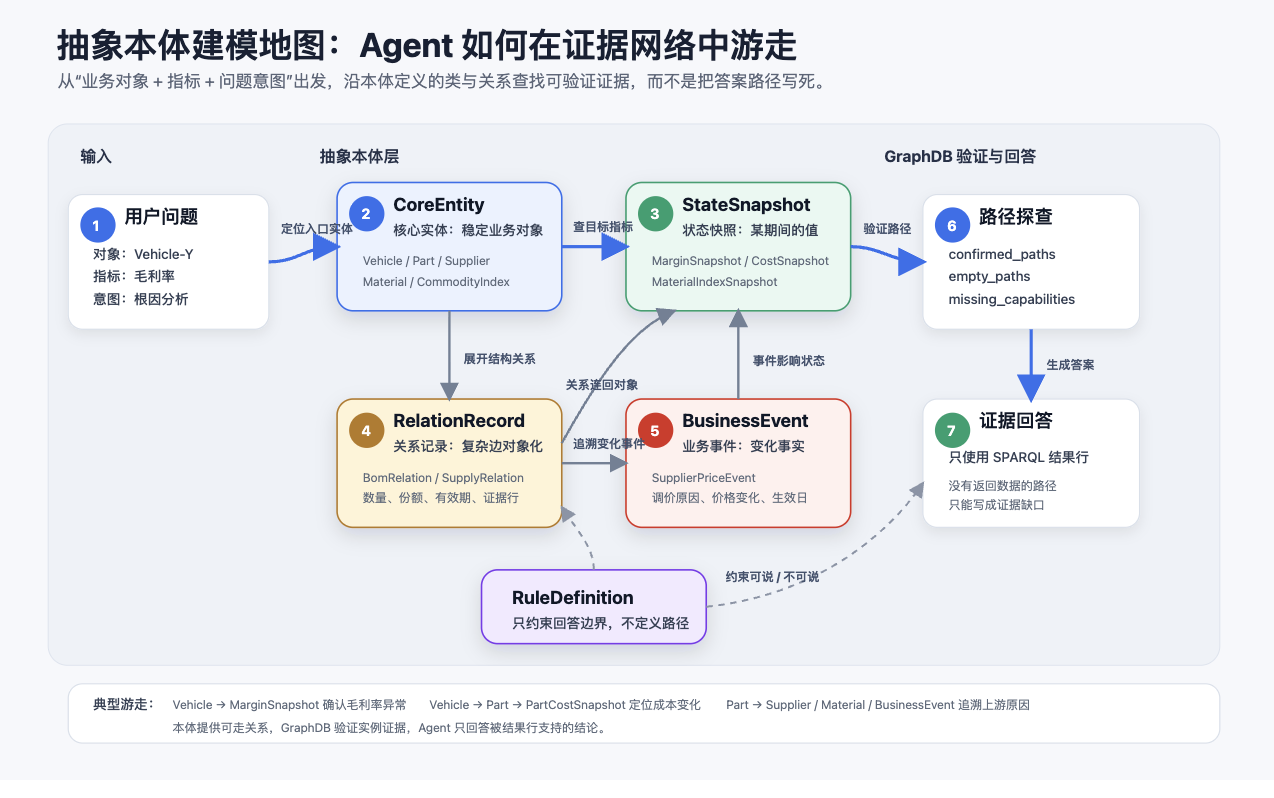 抽象本体建模地图：Agent 如何在证据网络中游走
从“业务对象 + 指标 + 问题意图”出发，沿本体定义的类与关系查找可验证证据，而不是把答案路径写死。
输入
抽象本体层
GraphDB 验证与回答
1
用户问题
对象：Vehicle-Y
指标：毛利率
意图：根因分析
定位入口实体
2
CoreEntity
核心实体：稳定业务对象
Vehicle / Part / Supplier
Material / CommodityIndex
查目标指标
3
StateSnapshot
状态快照：某期间的值
MarginSnapshot / CostSnapshot
MaterialIndexSnapshot
验证路径
6
路径探查
confirmed_paths
empty_paths
missing_capabilities
展开结构关系
关系连回对象
事件影响状态
生成答案
4
RelationRecord
关系记录：复杂边对象化
BomRelation / SupplyRelation
数量、份额、有效期、证据行
追溯变化事件
5
BusinessEvent
业务事件：变化事实
SupplierPriceEvent
调价原因、价格变化、生效日
7
证据回答
只使用 SPARQL 结果行
没有返回数据的路径
只能写成证据缺口
约束可说 / 不可说
RuleDefinition
只约束回答边界，不定义路径
典型游走： Vehicle → MarginSnapshot 确认毛利率异常 Vehicle → Part → PartCostSnapshot 定位成本变化 Part → Supplier / Material / BusinessEvent 追溯上游原因
本体提供可走关系，GraphDB 验证实例证据，Agent 只回答被结果行支持的结论。